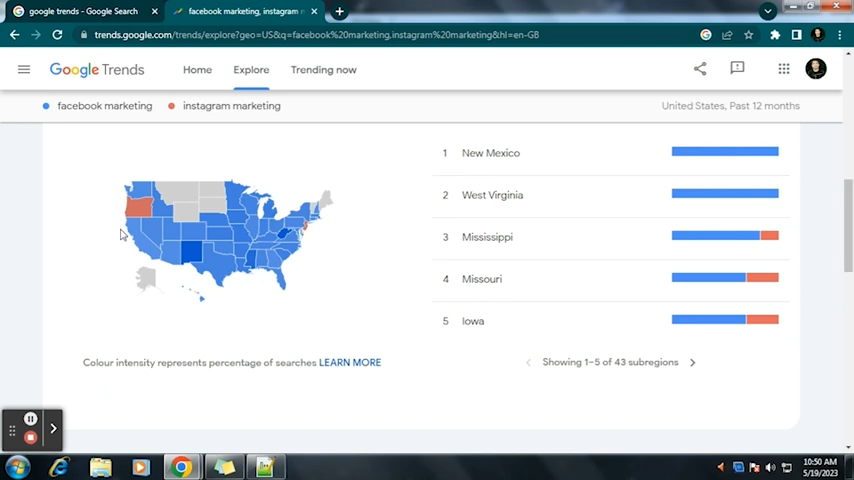 google trends - Google Search
facebook marketing, instagram m
trends.google.com/trends/explore?geo=US&q=facebook%20marketing,instagram%20marketing&hl=en-GB
Google Trends
Home
Explore
Trending now
facebook marketing
instagram marketing
United States, Past 12 months
1 New Mexico
2 West Virginia
3 Mississippi
4 Missouri
5 Iowa
Colour intensity represents percentage of searches LEARN MORE
Showing 1–5 of 43 subregions
10:50 AM
5/19/2023